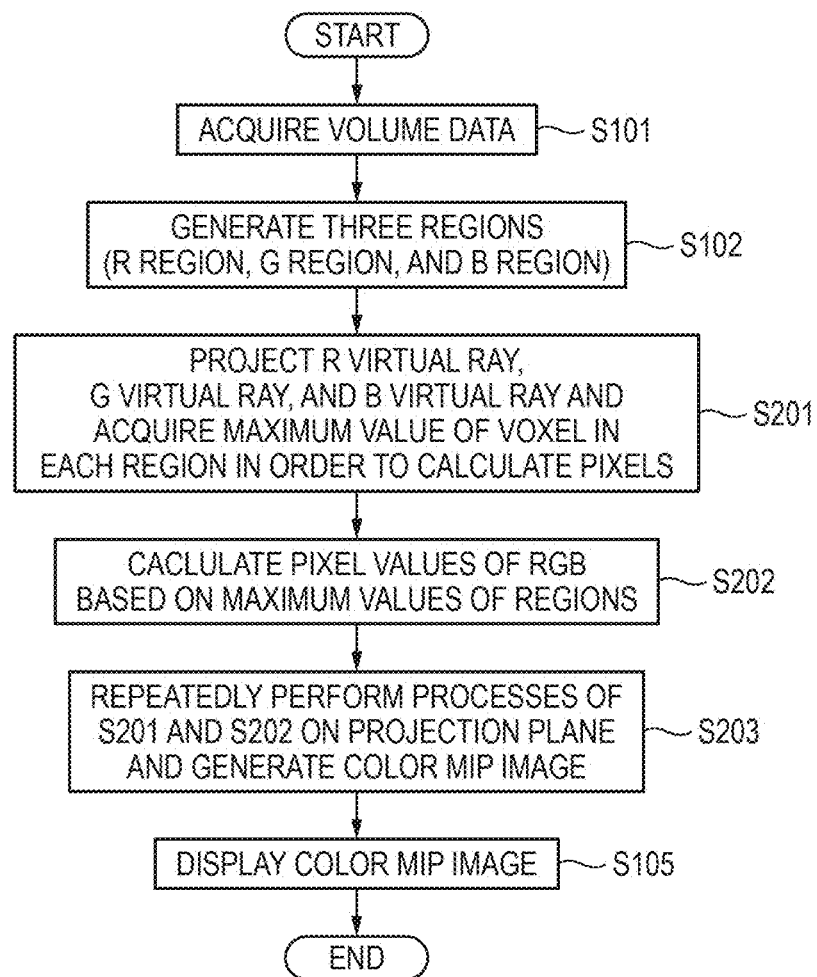 START
ACQUIRE VOLUME DATA
S101
GENERATE THREE REGIONS
(R REGION, G REGION, AND B REGION)
S102
PROJECT R VIRTUAL RAY,
G VIRTUAL RAY, AND B VIRTUAL RAY AND
ACQUIRE MAXIMUM VALUE OF VOXEL IN
EACH REGION IN ORDER TO CALCULATE PIXELS
S201
CACLULATE PIXEL VALUES OF RGB
BASED ON MAXIMUM VALUES OF REGIONS
S202
REPEATEDLY PERFORM PROCESSES OF
S201 AND S202 ON PROJECTION PLANE
AND GENERATE COLOR MIP IMAGE
S203
DISPLAY COLOR MIP IMAGE
S105
END